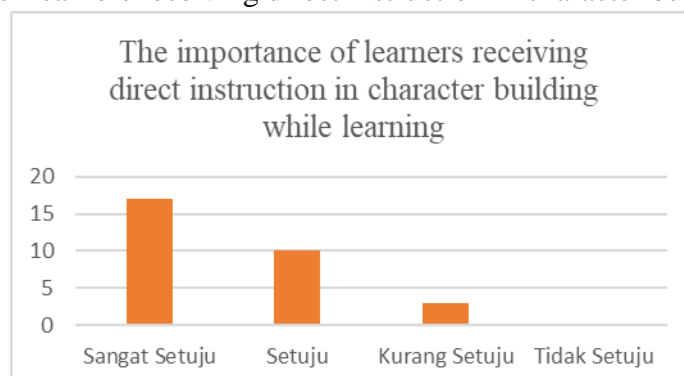 The importance of learners receiving
direct instruction in character building
while learning
20
15
10
5
0
Sangat Setuju Setuju Kurang Setuju Tidak Setuju